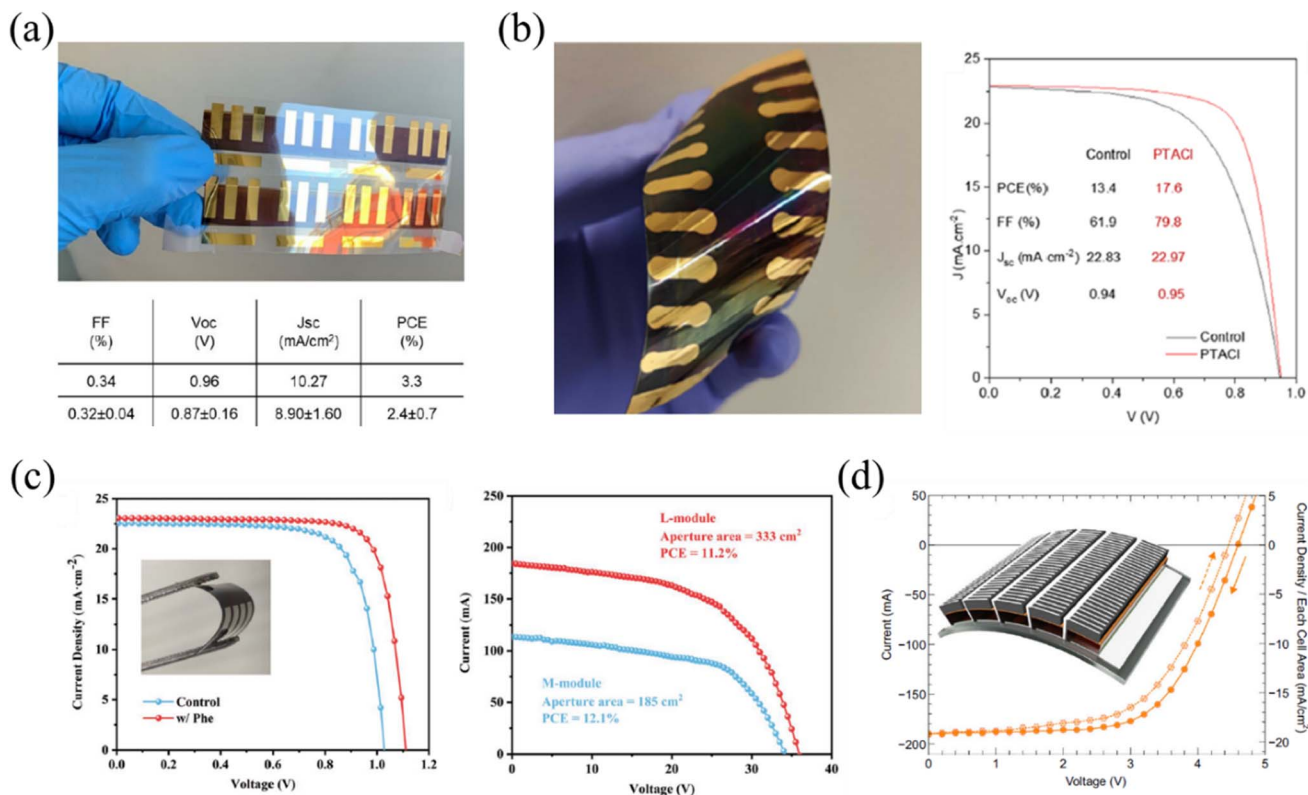 (a)
FF Voc Jsc PCE
(%) (V) (mA/cm²) (%)
0.34 0.96 10.27 3.3
0.32±0.04 0.87±0.16 8.90±1.60 2.4±0.7
(b)
25
20
15
10
5
0
J (mA.cm⁻²)
Control PTACl
PCE (%) 13.4 17.6
FF (%) 61.9 79.8
Jsc (mA·cm⁻²) 22.83 22.97
Voc (V) 0.94 0.95
Control
PTACl
0.0 0.2 0.4 0.6 0.8 1.0
V (V)
(c)
25
20
15
10
5
0
Current Density (mA·cm⁻²)
Control
w/ Phe
0.0 0.2 0.4 0.6 0.8 1.0 1.2
Voltage (V)
250
200
150
100
50
0
Current (mA)
L-module
Aperture area = 333 cm²
PCE = 11.2%
M-module
Aperture area = 185 cm²
PCE = 12.1%
0 10 20 30 40
Voltage (V)
(d)
50
0
-50
-100
-150
-200
Current (mA)
5
0
-5
-10
-15
-20
Current Density / Each Cell Area (mA/cm²)
0 1 2 3 4 5
Voltage (V)